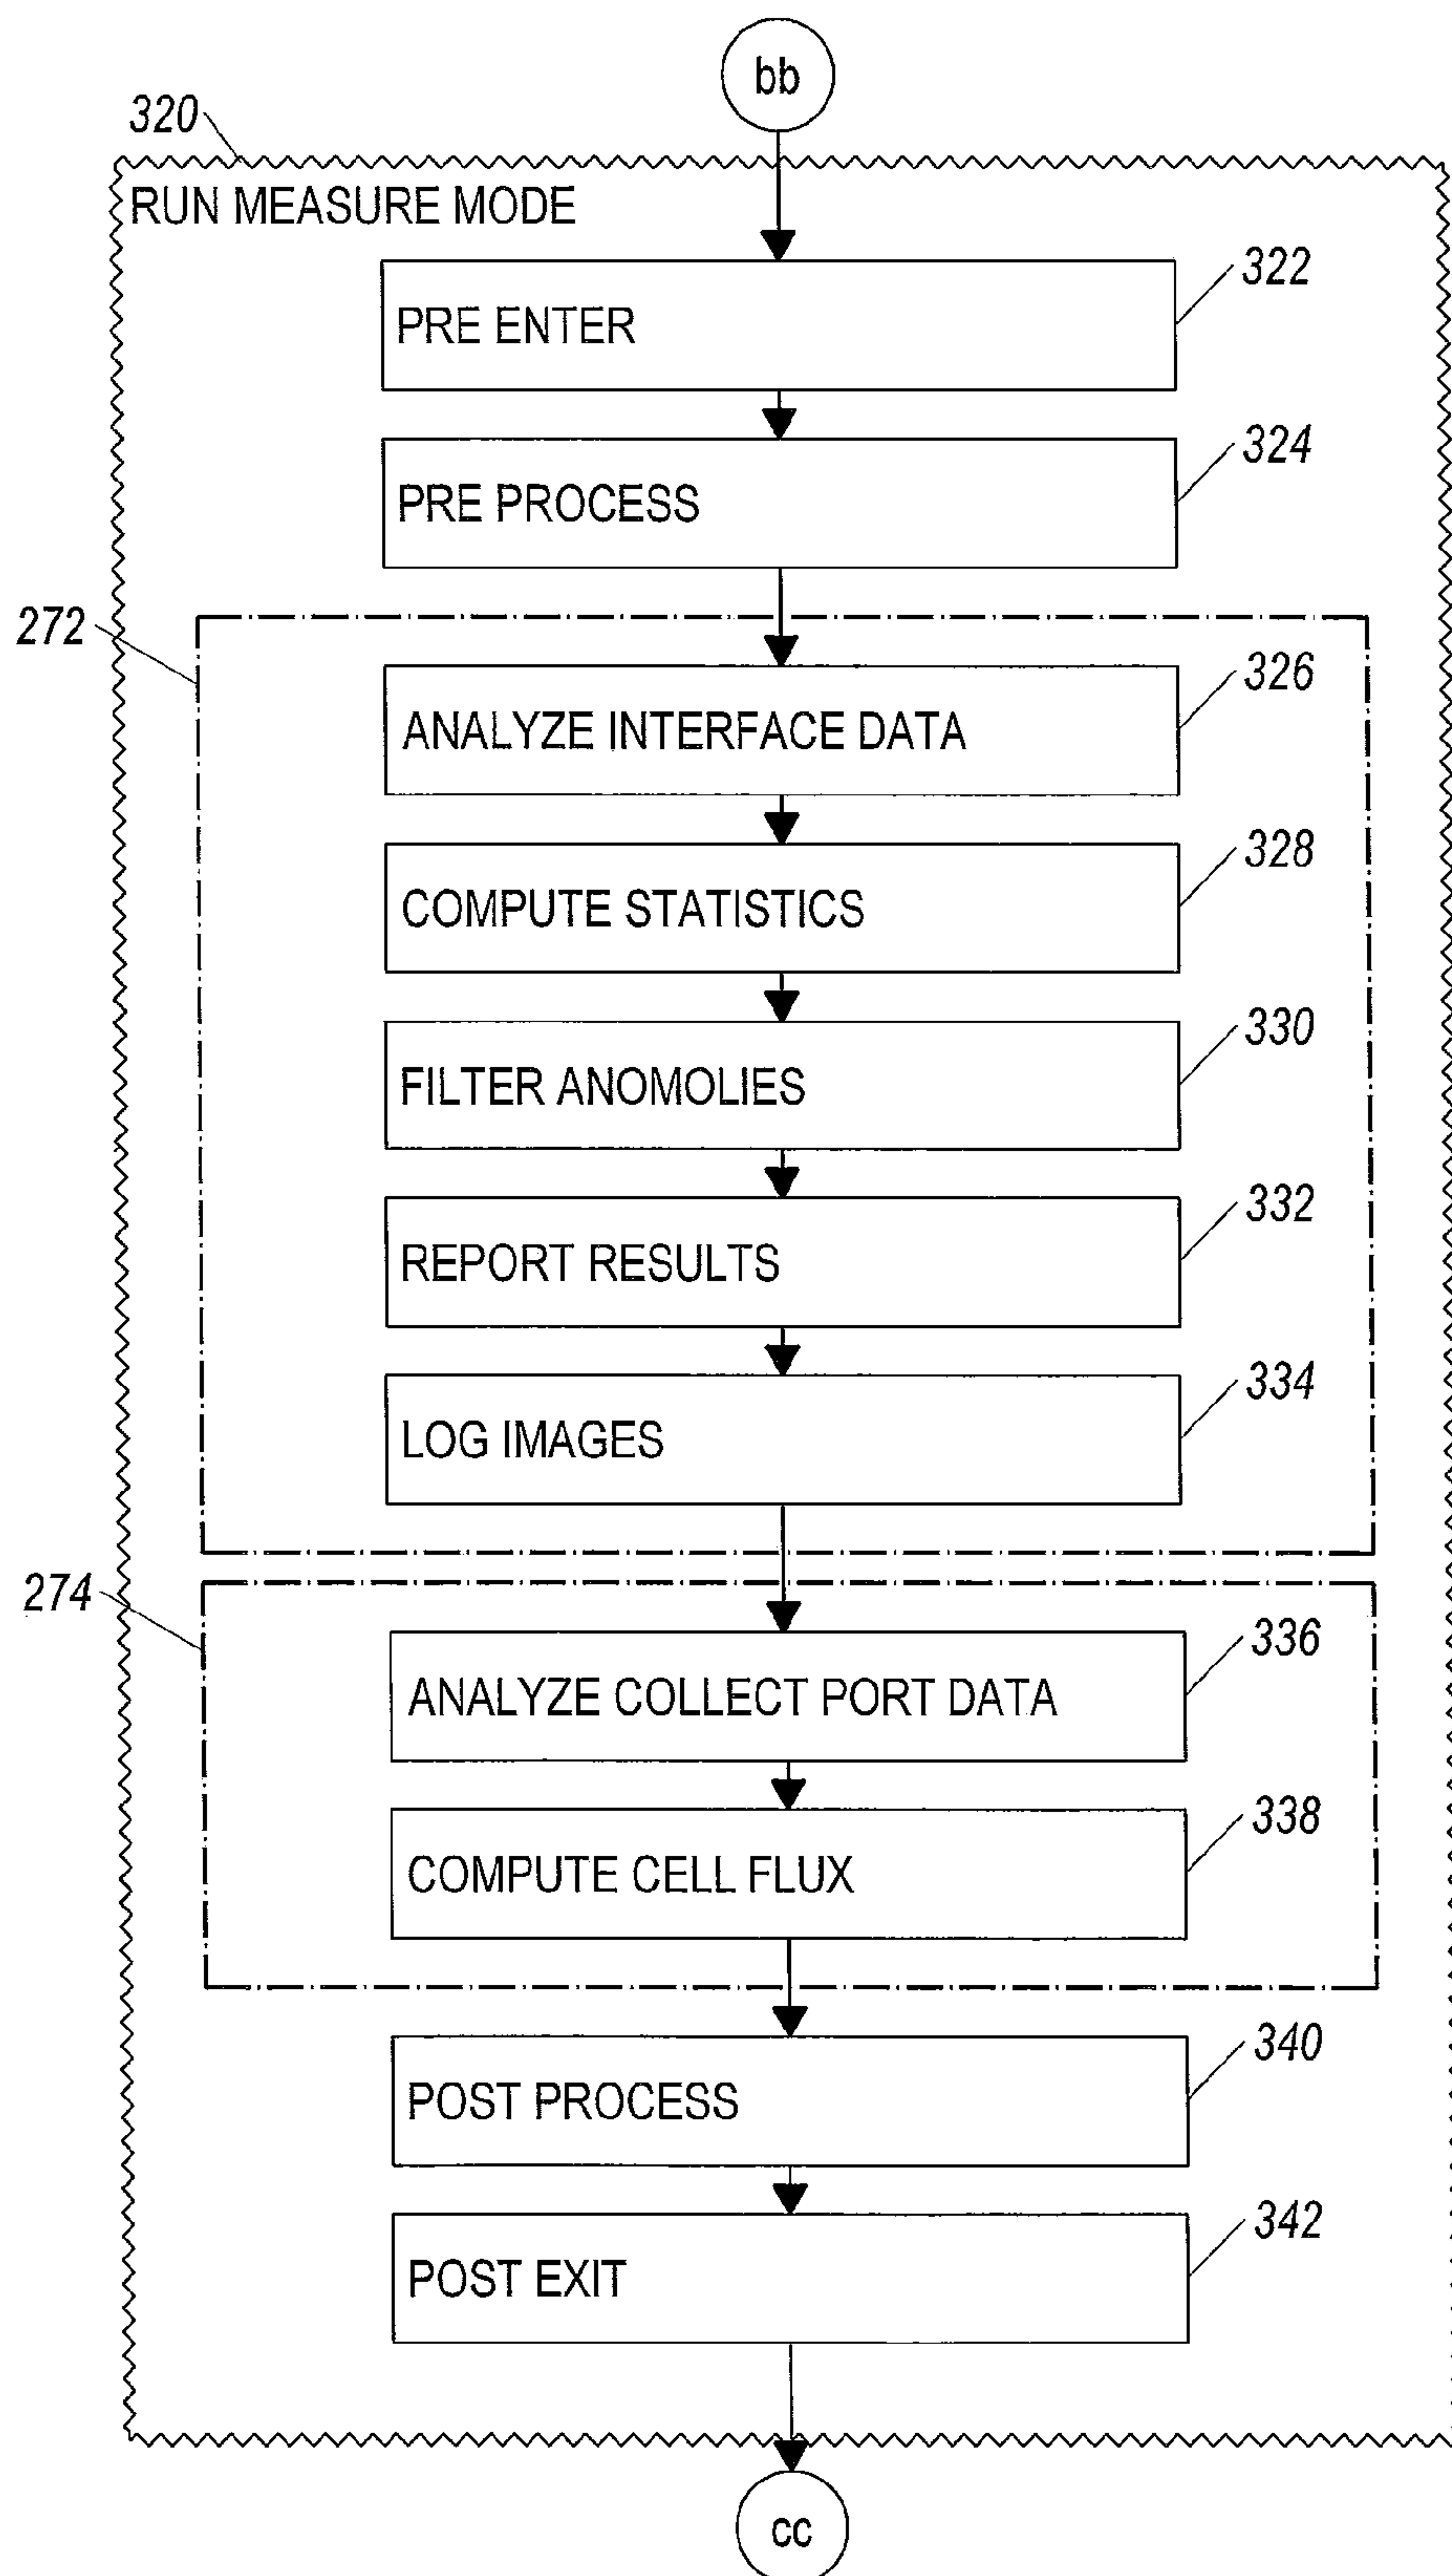 bb
320
RUN MEASURE MODE
322
PRE ENTER
324
PRE PROCESS
272
326
ANALYZE INTERFACE DATA
328
COMPUTE STATISTICS
330
FILTER ANOMOLIES
332
REPORT RESULTS
334
LOG IMAGES
274
336
ANALYZE COLLECT PORT DATA
338
COMPUTE CELL FLUX
340
POST PROCESS
342
POST EXIT
cc